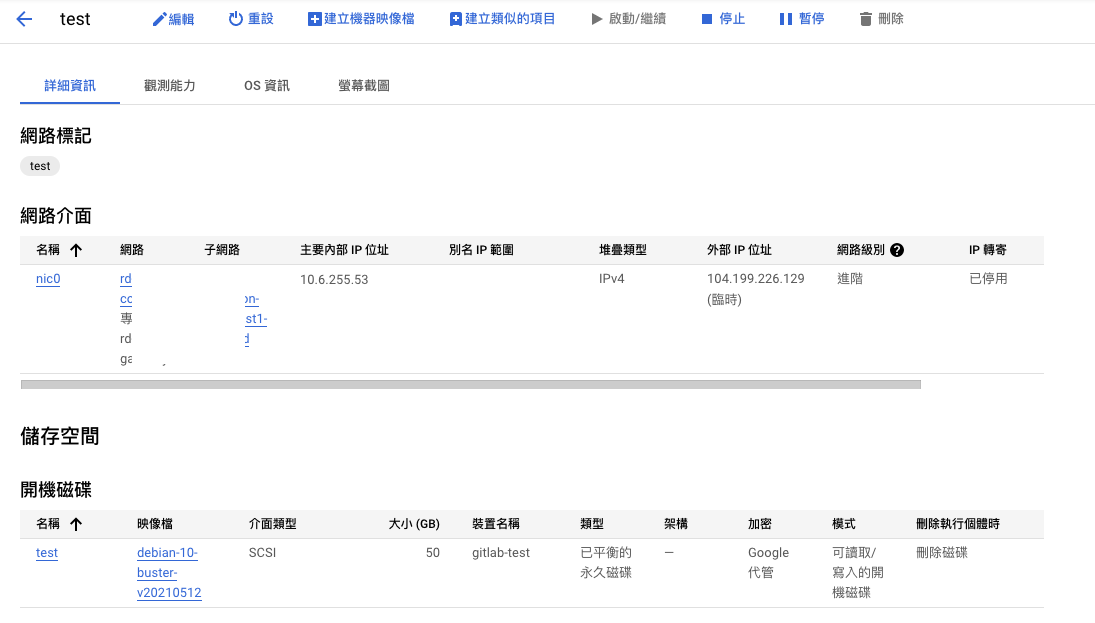 test 編輯 重設 建立機器映像檔 建立類似的項目 啟動/繼續 停止 暫停 刪除
詳細資訊 觀測能力 OS 資訊 螢幕截圖
網路標記
test
網路介面
名稱 網路 子網路 主要內部 IP 位址 別名 IP 範圍 堆疊類型 外部 IP 位址 網路級別 IP 轉寄
nic0 rd 10.6.255.53 IPv4 104.199.226.129 進階 已停用
cc on- (臨時)
專 st1-
rd d
ga
儲存空間
開機磁碟
名稱 映像檔 介面類型 大小 (GB) 裝置名稱 類型 架構 加密 模式 刪除執行個體時
test debian-10- SCSI 50 gitlab-test 已平衡的 — Google 可讀取/ 刪除磁碟
buster- 永久磁碟 代管 寫入的開
v20210512 機磁碟